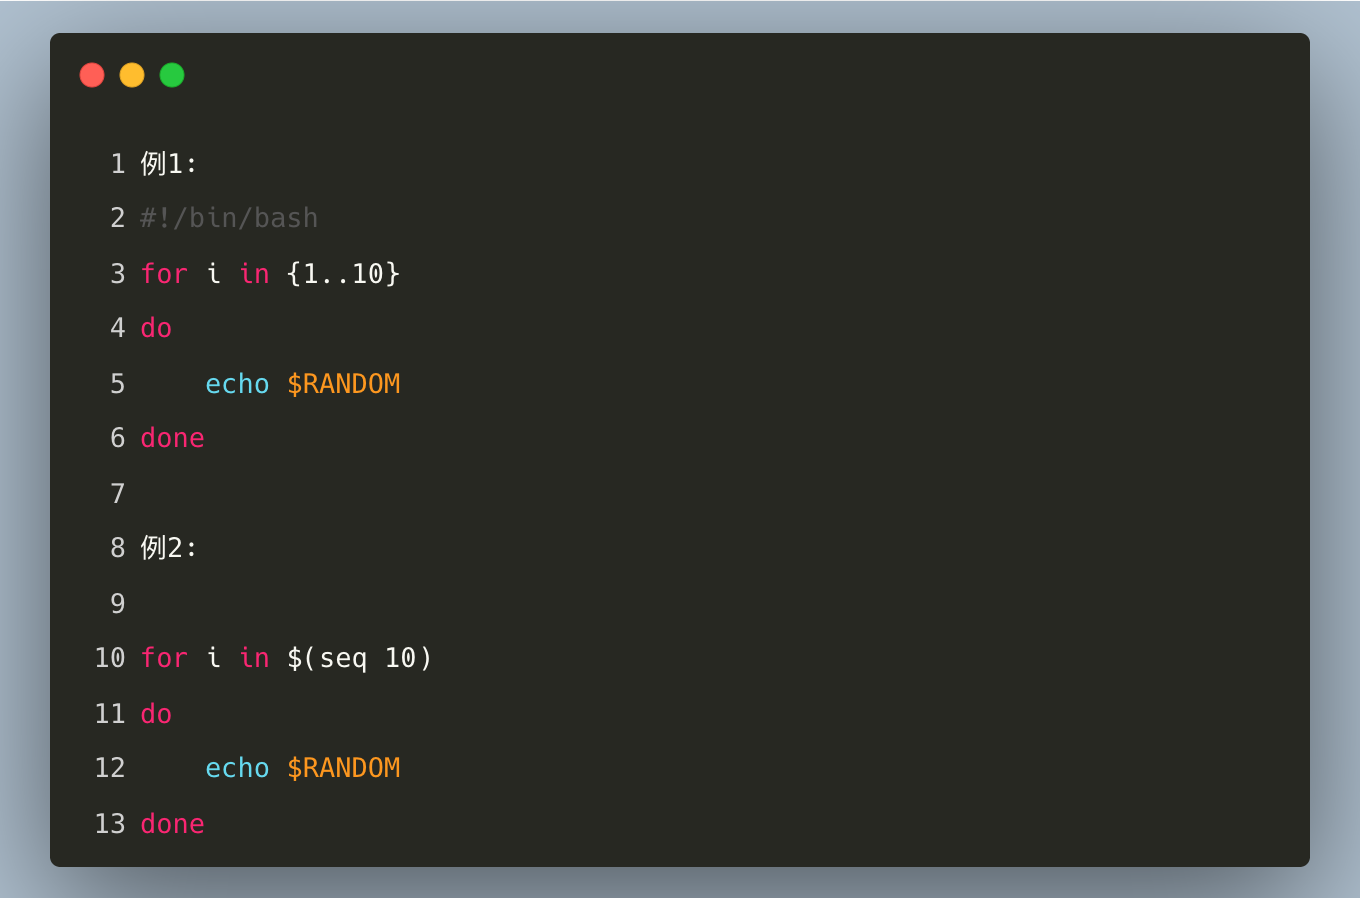 1 例1:
2 #!/bin/bash
3 for i in {1..10}
4 do
5     echo $RANDOM
6 done
7
8 例2:
9
10 for i in $(seq 10)
11 do
12     echo $RANDOM
13 done